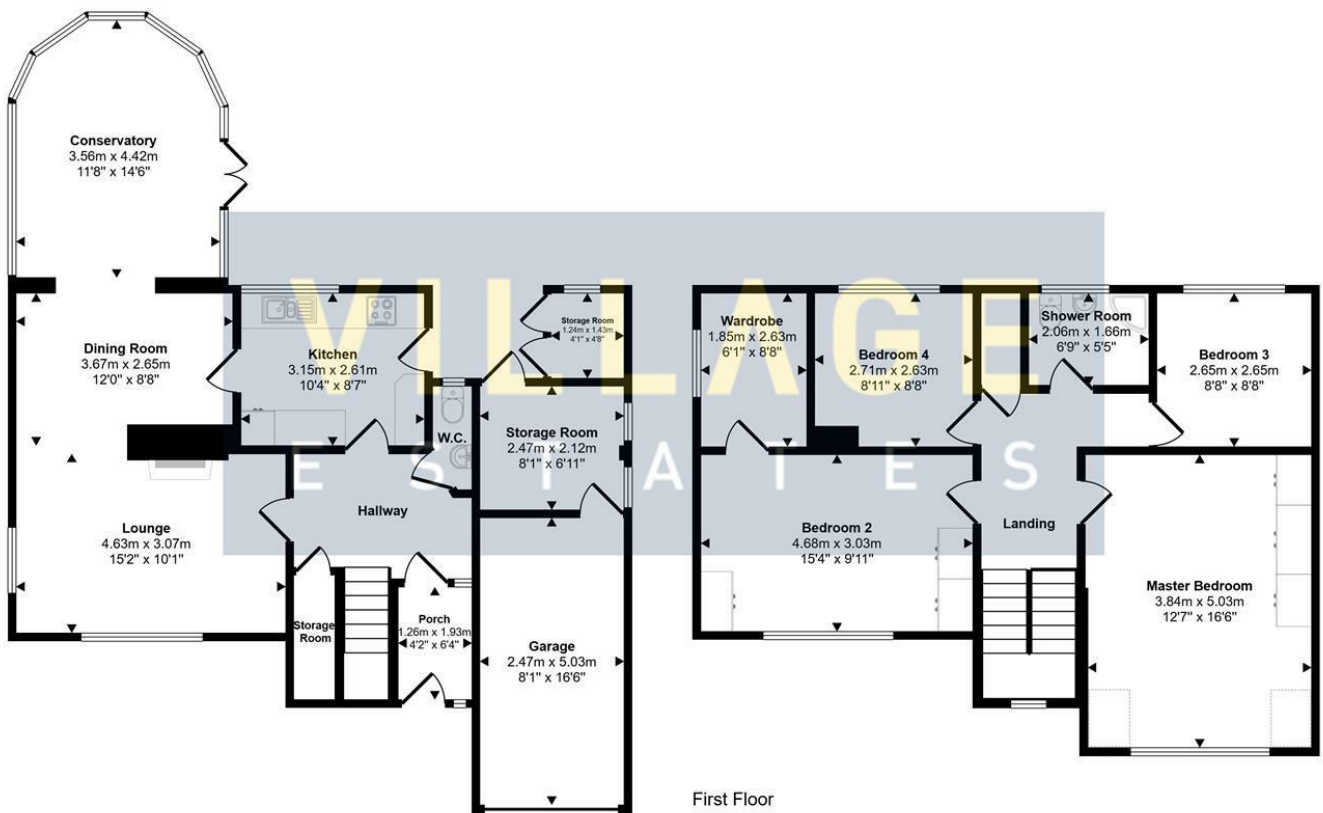 Conservatory
3.56m x 4.42m
11'8" x 14'6"
VILLAGE
ESTATES
Dining Room
3.67m x 2.65m
12'0" x 8'8"
Kitchen
3.15m x 2.61m
10'4" x 8'7"
Storage Room
1.24m x 1.43m
4'1" x 4'8"
W.C.
Storage Room
2.47m x 2.12m
8'1" x 6'11"
Hallway
Lounge
4.63m x 3.07m
15'2" x 10'1"
Storage
Room
Porch
1.26m x 1.93m
4'2" x 6'4"
Garage
2.47m x 5.03m
8'1" x 16'6"
Wardrobe
1.85m x 2.63m
6'1" x 8'8"
Bedroom 4
2.71m x 2.63m
8'11" x 8'8"
Shower Room
2.06m x 1.66m
6'9" x 5'5"
Bedroom 3
2.65m x 2.65m
8'8" x 8'8"
Bedroom 2
4.68m x 3.03m
15'4" x 9'11"
Landing
Master Bedroom
3.84m x 5.03m
12'7" x 16'6"
First Floor